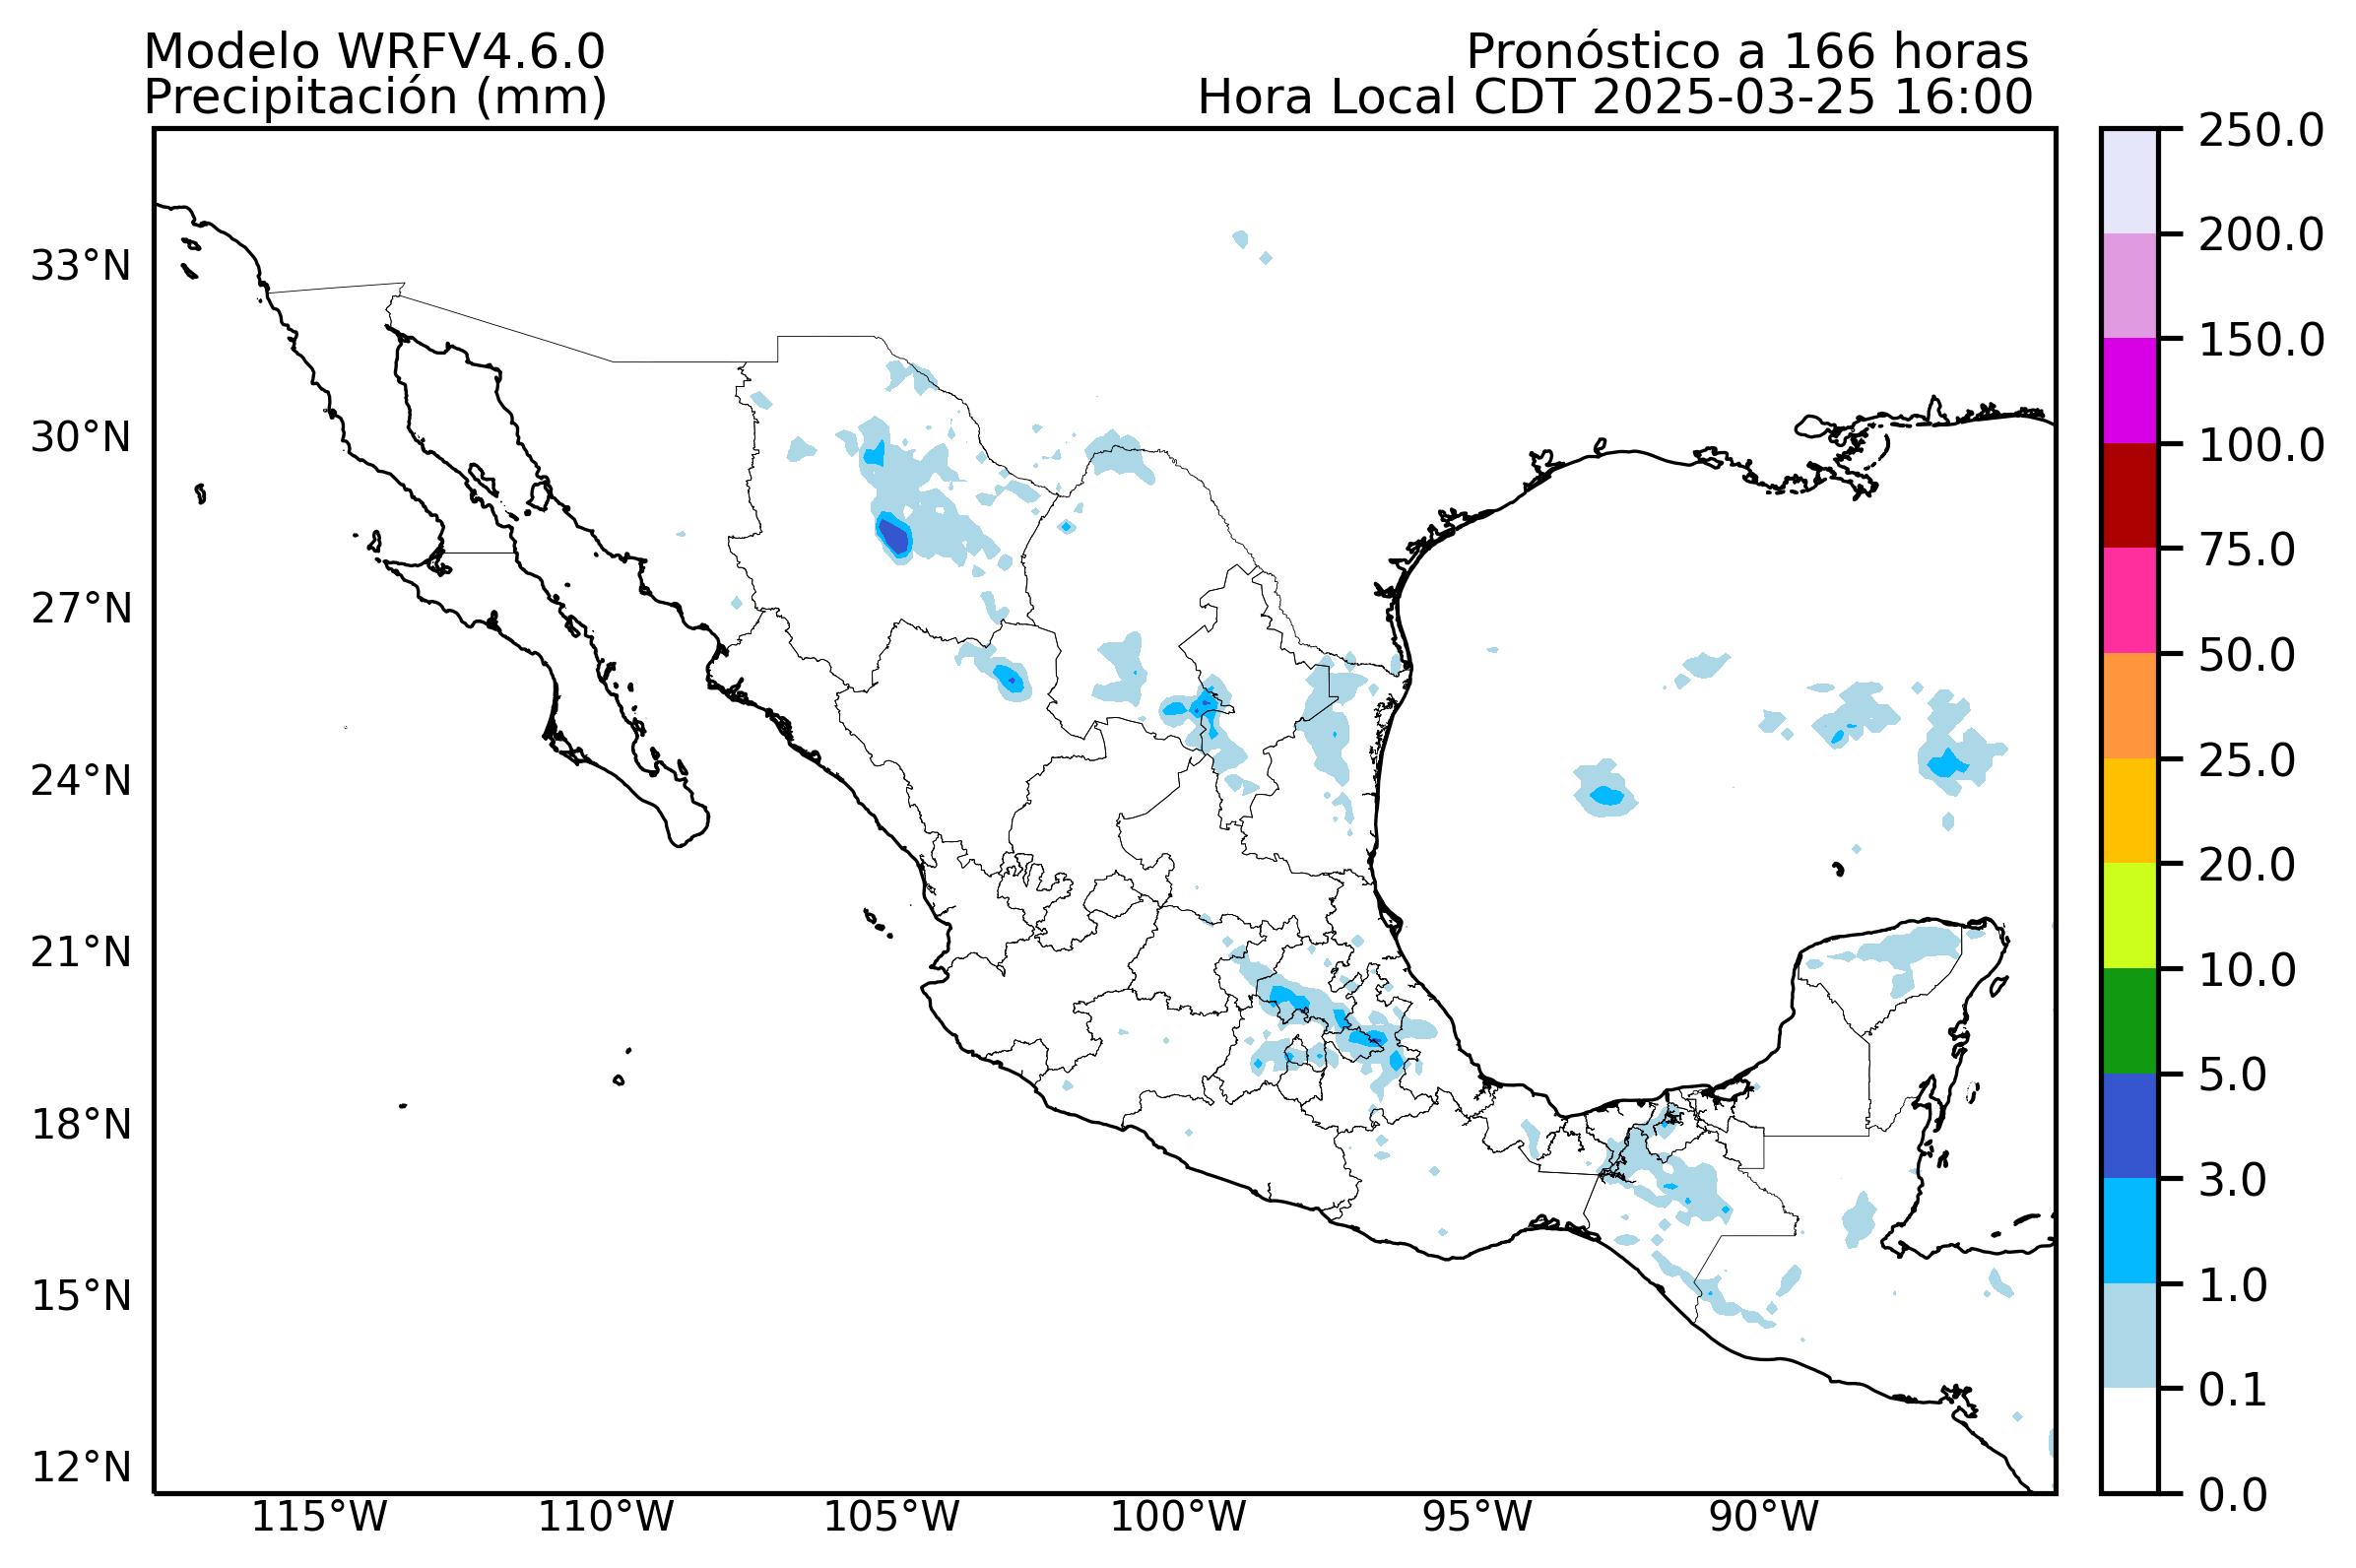 Modelo WRFV4.6.0
Precipitación (mm)
Pronóstico a 166 horas
Hora Local CDT 2025-03-25 16:00
33°N
30°N
27°N
24°N
21°N
18°N
15°N
12°N
115°W
110°W
105°W
100°W
95°W
90°W
250.0
200.0
150.0
100.0
75.0
50.0
25.0
20.0
10.0
5.0
3.0
1.0
0.1
0.0